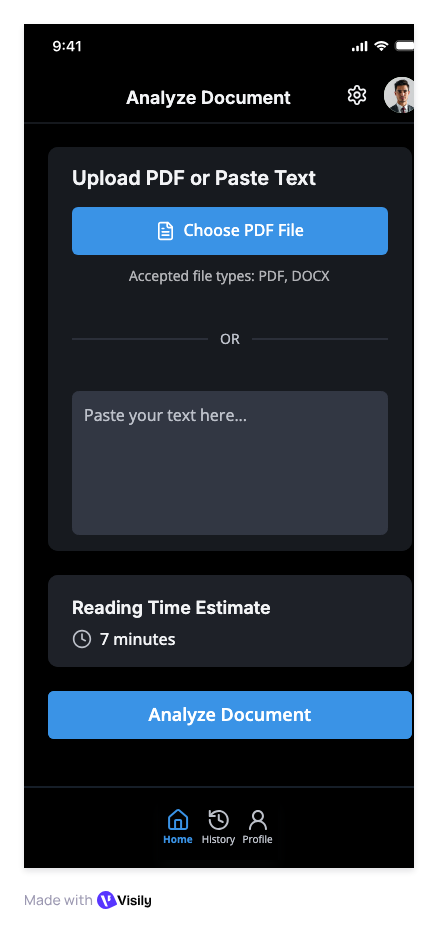 9:41
Analyze Document
Upload PDF or Paste Text
Choose PDF File
Accepted file types: PDF, DOCX
OR
Paste your text here...
Reading Time Estimate
7 minutes
Analyze Document
Home History Profile
Made with Visily